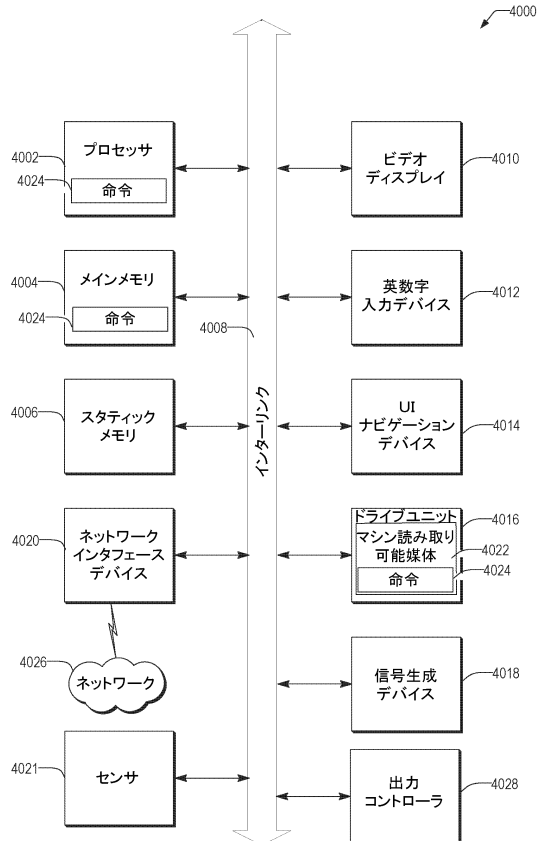 4000
4002
プロセッサ
4024
命令
4004
メインメモリ
4024
命令
4006
スタティック
メモリ
4020
ネットワーク
インタフェース
デバイス
4026
ネットワーク
4021
センサ
4008
インターリンク
ビデオ
ディスプレイ
4010
英数字
入力デバイス
4012
UI
ナビゲーション
デバイス
4014
ドライブユニット
4016
マシン読み取り
可能媒体
4022
命令
4024
信号生成
デバイス
4018
出力
コントローラ
4028